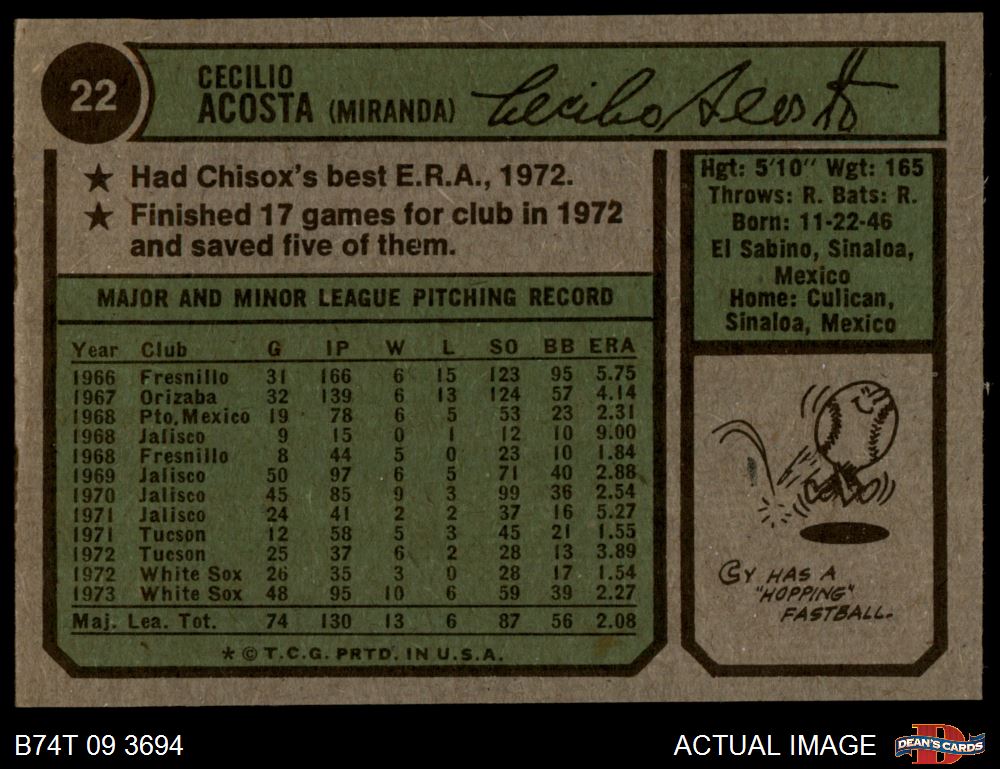 22
CECILIO
ACOSTA (MIRANDA)
Cecilio Acosta
★ Had Chisox's best E.R.A., 1972.
★ Finished 17 games for club in 1972
and saved five of them.
MAJOR AND MINOR LEAGUE PITCHING RECORD
Year Club G IP W L SO BB ERA
1966 Fresnillo 31 166 6 15 123 95 5.75
1967 Orizaba 32 139 6 13 124 57 4.14
1968 Pto. Mexico 19 78 6 5 53 23 2.31
1968 Jalisco 9 15 0 1 12 10 9.00
1968 Fresnillo 8 44 5 0 23 10 1.84
1969 Jalisco 50 97 6 5 71 40 2.88
1970 Jalisco 45 85 9 3 99 36 2.54
1971 Jalisco 24 41 2 2 37 16 5.27
1971 Tucson 12 58 5 3 45 21 1.55
1972 Tucson 25 37 6 2 28 13 3.89
1972 White Sox 26 35 3 0 28 17 1.54
1973 White Sox 48 95 10 6 59 39 2.27
Maj. Lea. Tot. 74 130 13 6 87 56 2.08
* © T.C.G. PRTD. IN U.S.A.
Hgt: 5'10" Wgt: 165
Throws: R. Bats: R.
Born: 11-22-46
El Sabino, Sinaloa,
Mexico
Home: Culican,
Sinaloa, Mexico
CY HAS A
"HOPPING"
FASTBALL.
B74T 09 3694
ACTUAL IMAGE
D
DEAN'S CARDS